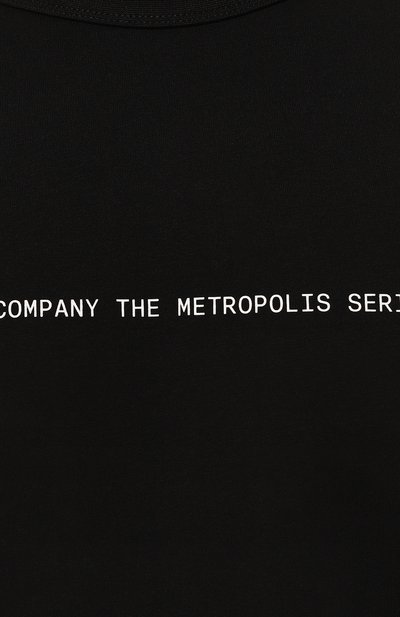 COMPANY THE METROPOLIS SERI